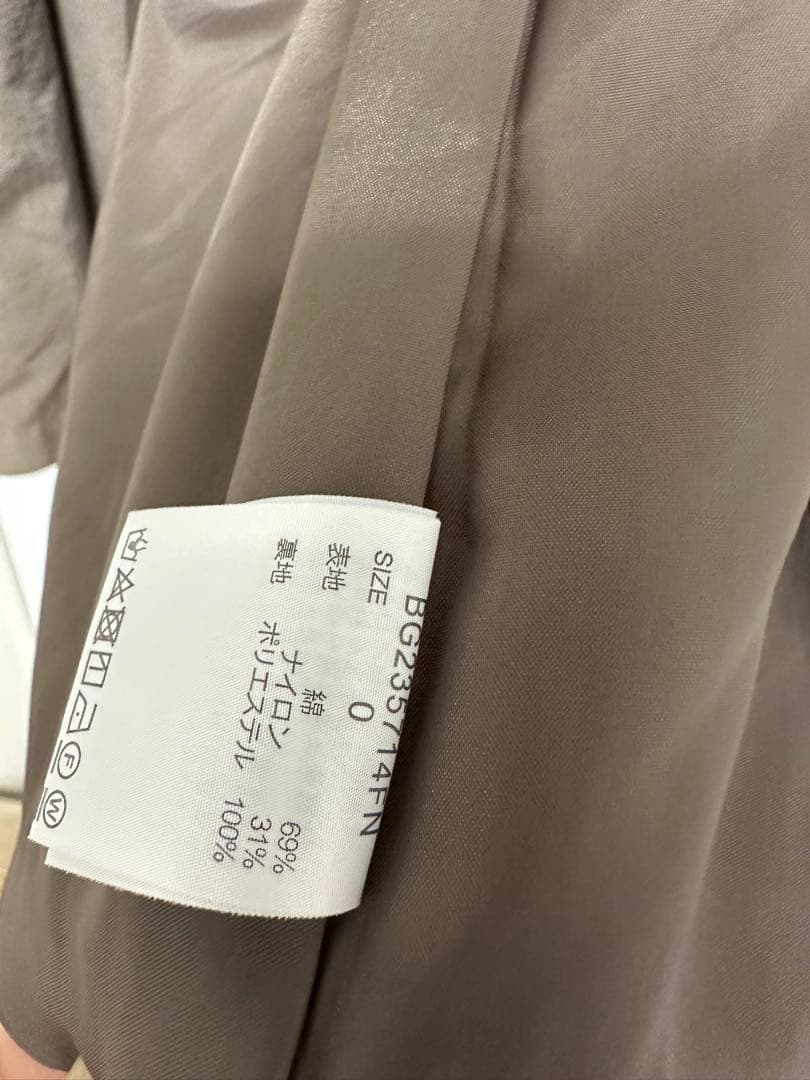 BG235714FN
SIZE 0
表地 綿 69%
ナイロン 31%
裏地 ポリエステル 100%
F
W